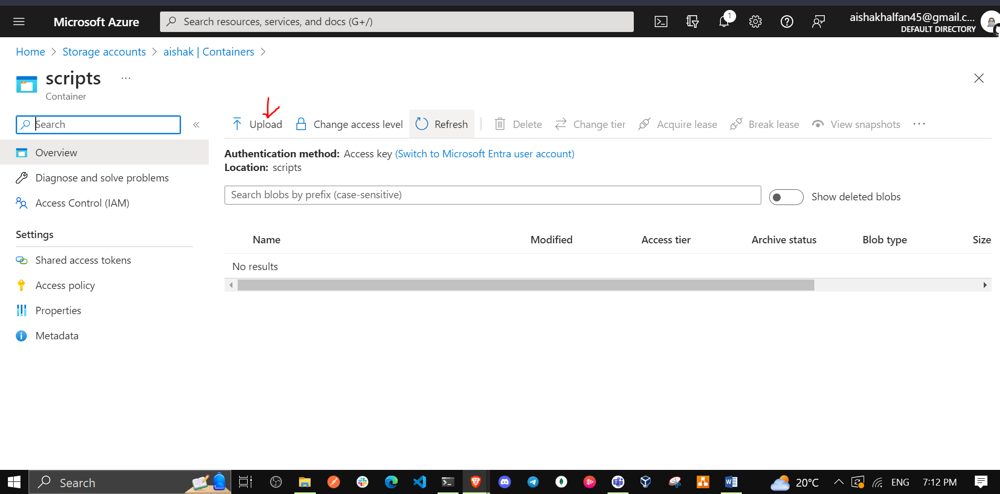 Microsoft Azure
Search resources, services, and docs (G+/)
1
aishakhalfan45@gmail.c...
DEFAULT DIRECTORY
Home > Storage accounts > aishak | Containers >
scripts ...
Container
Search
«
Upload
Change access level
Refresh
Delete
Change tier
Acquire lease
Break lease
View snapshots
...
Overview
Diagnose and solve problems
Access Control (IAM)
Settings
Shared access tokens
Access policy
Properties
Metadata
Authentication method: Access key (Switch to Microsoft Entra user account)
Location: scripts
Search blobs by prefix (case-sensitive)
Show deleted blobs
Name Modified Access tier Archive status Blob type Size
No results
Search
20°C
ENG
7:12 PM